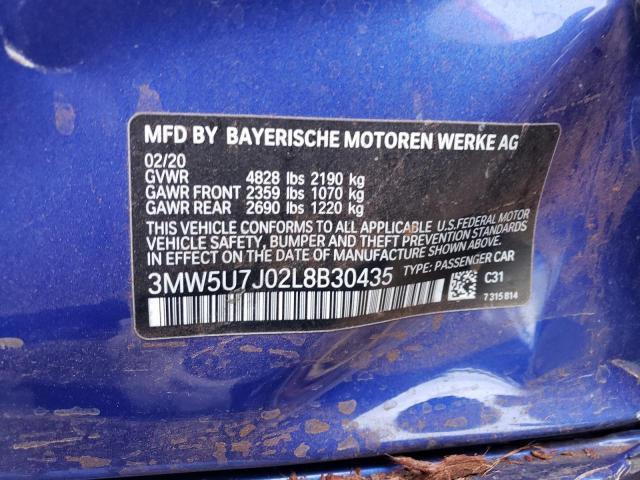 MFD BY BAYERISCHE MOTOREN WERKE AG
02/20
GVWR 4828 lbs 2190 kg
GAWR FRONT 2359 lbs 1070 kg
GAWR REAR 2690 lbs 1220 kg
THIS VEHICLE CONFORMS TO ALL APPLICABLE U.S.FEDERAL MOTOR
VEHICLE SAFETY, BUMPER AND THEFT PREVENTION STANDARDS
IN EFFECT ON THE DATE OF MANUFACTURE SHOWN ABOVE.
3MW5U7J02L8B30435 TYPE: PASSENGER CAR
C31
7 315 814